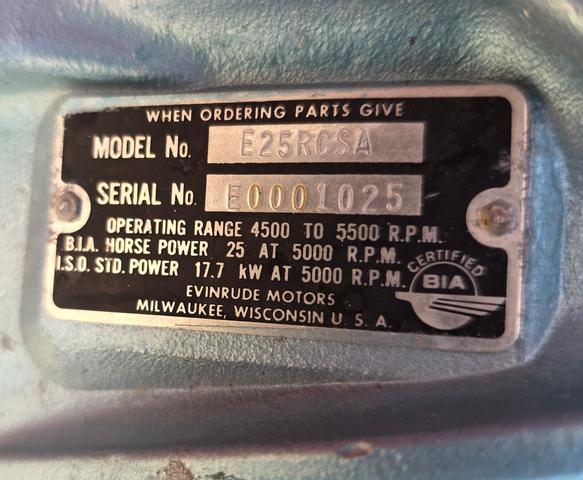 WHEN ORDERING PARTS GIVE
MODEL No. E25RCSA
SERIAL No. E0001025
OPERATING RANGE 4500 TO 5500 R.P.M.
B.I.A. HORSE POWER 25 AT 5000 R.P.M.
I.S.O. STD. POWER 17.7 kW AT 5000 R.P.M.
CERTIFIED
BIA
EVINRUDE MOTORS
MILWAUKEE, WISCONSIN U. S. A.